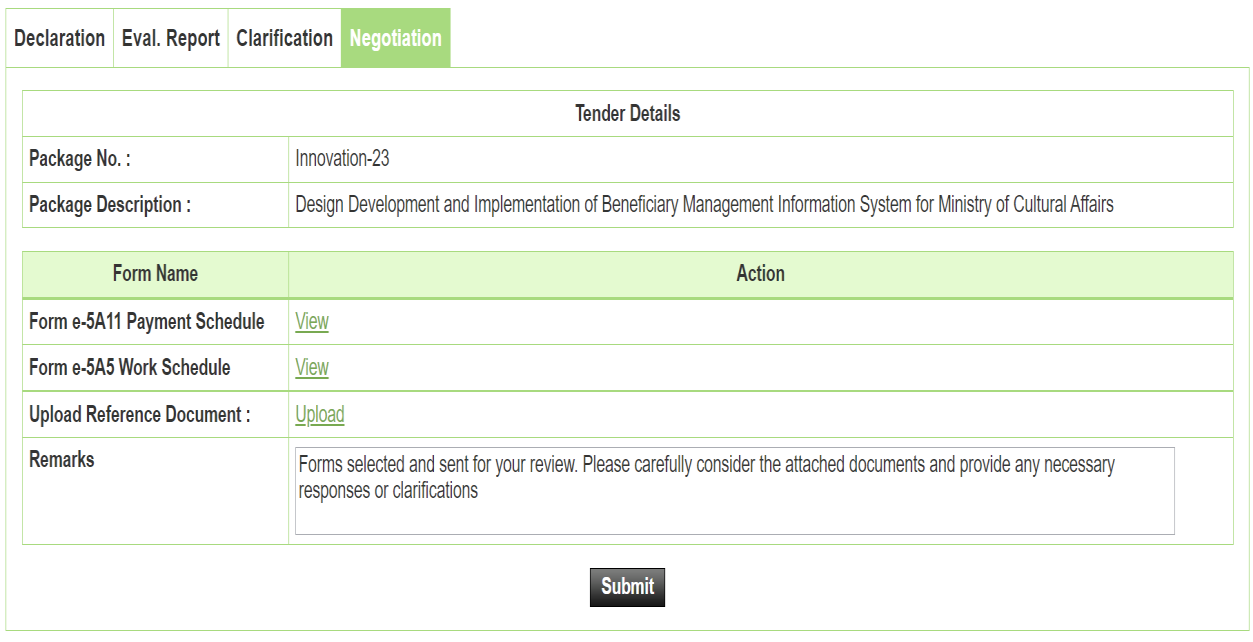 Declaration Eval. Report Clarification Negotiation
Tender Details
Package No. : Innovation-23
Package Description : Design Development and Implementation of Beneficiary Management Information System for Ministry of Cultural Affairs
Form Name Action
Form e-5A11 Payment Schedule View
Form e-5A5 Work Schedule View
Upload Reference Document : Upload
Remarks Forms selected and sent for your review. Please carefully consider the attached documents and provide any necessary
responses or clarifications
Submit